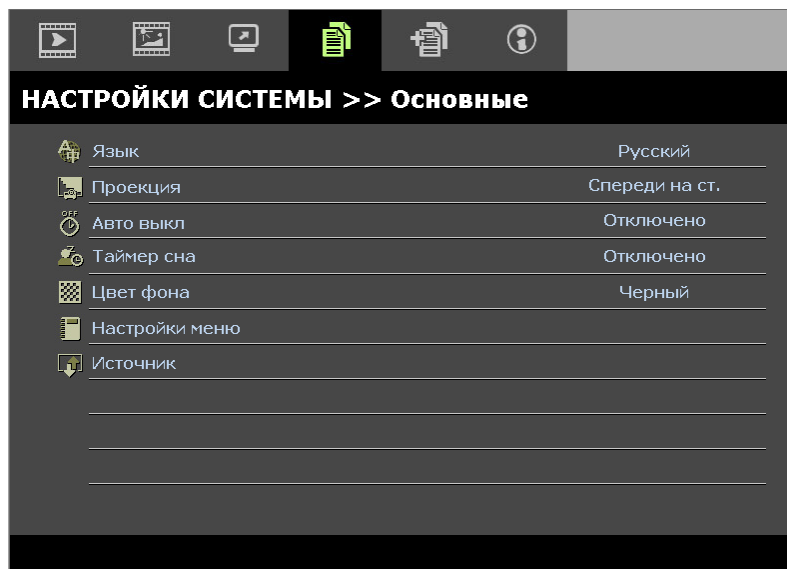 НАСТРОЙКИ СИСТЕМЫ >> Основные
Язык Русский
Проекция Спереди на ст.
OFF
Авто выкл Отключено
Таймер сна Отключено
Цвет фона Черный
Настройки меню
Источник